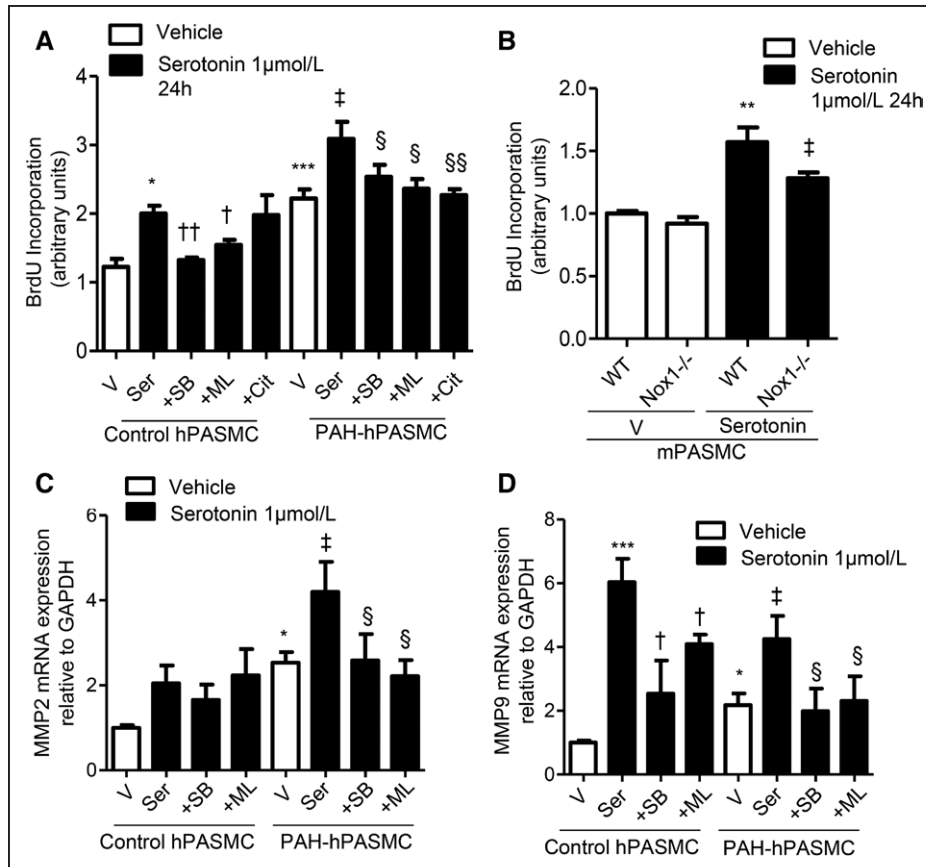 A
Vehicle
Serotonin 1µmol/L
24h
BrdU Incorporation
(arbitrary units)
4
3
2
1
0
*
††
†
***
‡
§
§
§§
V
Ser
+SB
+ML
+Cit
V
Ser
+SB
+ML
+Cit
Control hPASMC
PAH-hPASMC
B
Vehicle
Serotonin
1µmol/L 24h
BrdU Incorporation
(arbitrary units)
2.0
1.5
1.0
0.5
0.0
**
‡
WT
Nox1-/-
WT
Nox1-/-
V
Serotonin
mPASMC
C
Vehicle
Serotonin 1µmol/L
MMP2 mRNA expression
relative to GAPDH
6
4
2
0
*
‡
§
§
V
Ser
+SB
+ML
V
Ser
+SB
+ML
Control hPASMC
PAH-hPASMC
D
Vehicle
Serotonin 1µmol/L
MMP9 mRNA expression
relative to GAPDH
8
6
4
2
0
***
†
†
*
‡
§
§
V
Ser
+SB
+ML
V
Ser
+SB
+ML
Control hPASMC
PAH-hPASMC